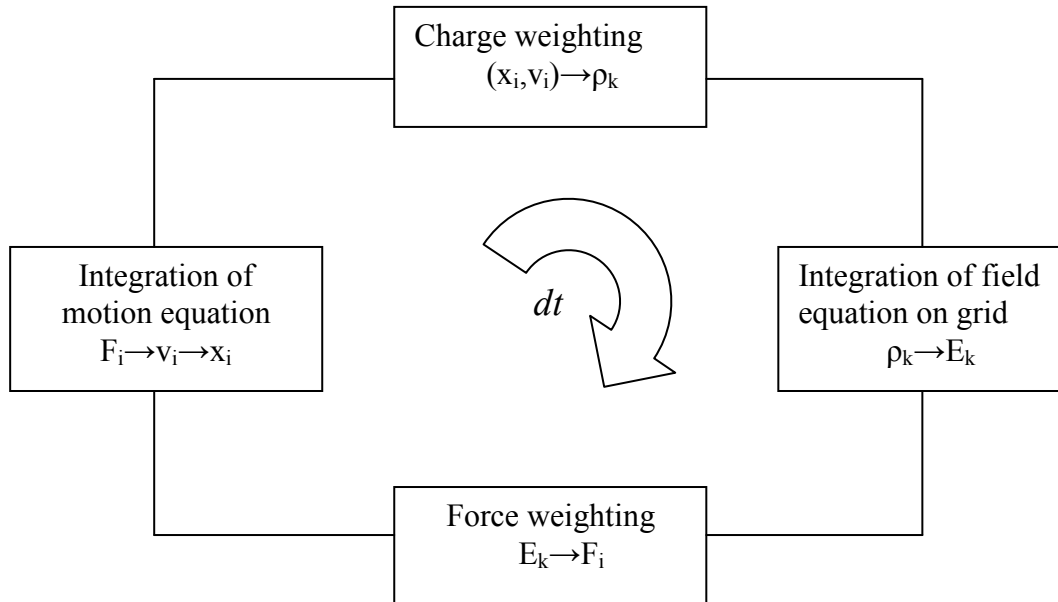 Charge weighting
(xᵢ,vᵢ)→ρₖ
Integration of
motion equation
Fᵢ→vᵢ→xᵢ
dt
Integration of field
equation on grid
ρₖ→Eₖ
Force weighting
Eₖ→Fᵢ